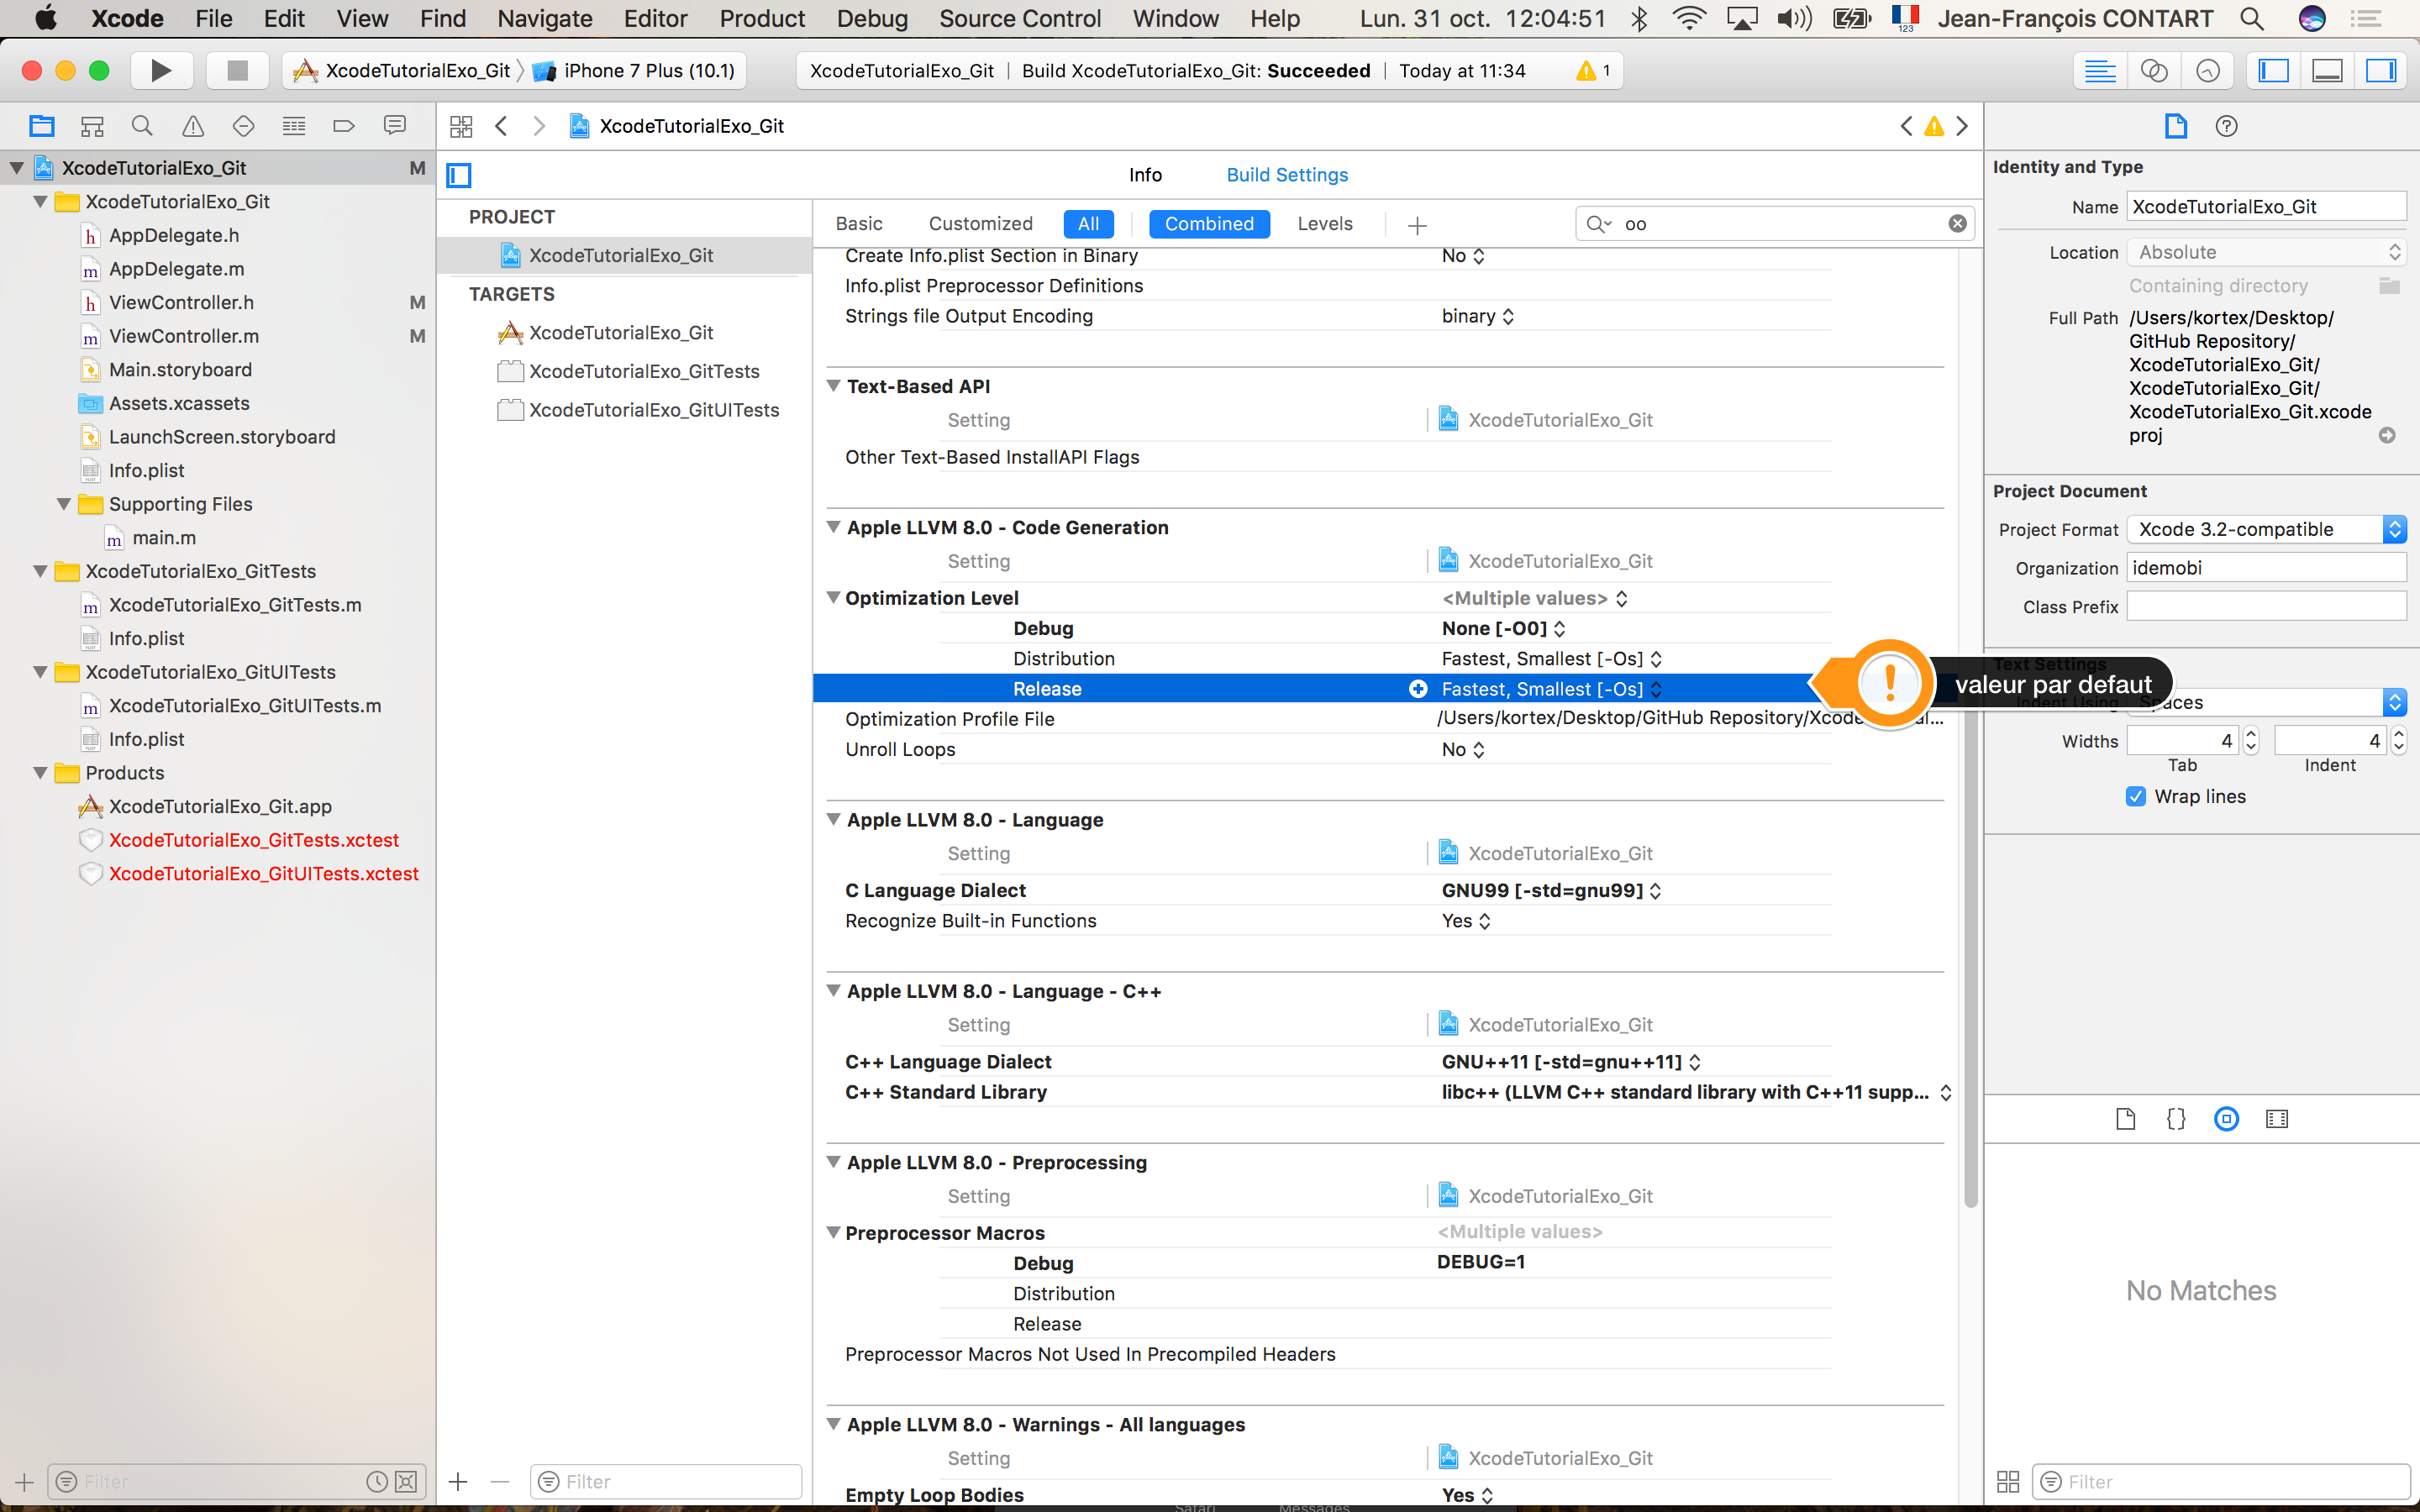 Xcode File Edit View Find Navigate Editor Product Debug Source Control Window Help Lun. 31 oct. 12:04:51 123 Jean-François CONTART
XcodeTutorialExo_Git iPhone 7 Plus (10.1) XcodeTutorialExo_Git | Build XcodeTutorialExo_Git: Succeeded | Today at 11:34 1
XcodeTutorialExo_Git
XcodeTutorialExo_Git M
XcodeTutorialExo_Git
AppDelegate.h
AppDelegate.m
ViewController.h M
ViewController.m M
Main.storyboard
Assets.xcassets
LaunchScreen.storyboard
Info.plist
Supporting Files
main.m
XcodeTutorialExo_GitTests
XcodeTutorialExo_GitTests.m
Info.plist
XcodeTutorialExo_GitUITests
XcodeTutorialExo_GitUITests.m
Info.plist
Products
XcodeTutorialExo_Git.app
XcodeTutorialExo_GitTests.xctest
XcodeTutorialExo_GitUITests.xctest
Filter
Info Build Settings
PROJECT
XcodeTutorialExo_Git
TARGETS
XcodeTutorialExo_Git
XcodeTutorialExo_GitTests
XcodeTutorialExo_GitUITests
Filter
Basic Customized All Combined Levels oo
Create Info.plist Section in Binary No
Info.plist Preprocessor Definitions
Strings file Output Encoding binary
Text-Based API
Setting XcodeTutorialExo_Git
Other Text-Based InstallAPI Flags
Apple LLVM 8.0 - Code Generation
Setting XcodeTutorialExo_Git
Optimization Level <Multiple values>
Debug None [-O0]
Distribution Fastest, Smallest [-Os]
Release Fastest, Smallest [-Os]
valeur par defaut
Optimization Profile File /Users/kortex/Desktop/GitHub Repository/
Unroll Loops No
Apple LLVM 8.0 - Language
Setting XcodeTutorialExo_Git
C Language Dialect GNU99 [-std=gnu99]
Recognize Built-in Functions Yes
Apple LLVM 8.0 - Language - C++
Setting XcodeTutorialExo_Git
C++ Language Dialect GNU++11 [-std=gnu++11]
C++ Standard Library libc++ (LLVM C++ standard library with C++11 supp...
Apple LLVM 8.0 - Preprocessing
Setting XcodeTutorialExo_Git
Preprocessor Macros <Multiple values>
Debug DEBUG=1
Distribution
Release
Preprocessor Macros Not Used In Precompiled Headers
Apple LLVM 8.0 - Warnings - All languages
Setting XcodeTutorialExo_Git
Empty Loop Bodies Yes
Identity and Type
Name XcodeTutorialExo_Git
Location Absolute
Containing directory
Full Path /Users/kortex/Desktop/
GitHub Repository/
XcodeTutorialExo_Git/
XcodeTutorialExo_Git/
XcodeTutorialExo_Git.xcode
proj
Project Document
Project Format Xcode 3.2-compatible
Organization idemobi
Class Prefix
Text Settings
Indent Using Spaces
Widths 4 4
Tab Indent
Wrap lines
No Matches
Filter